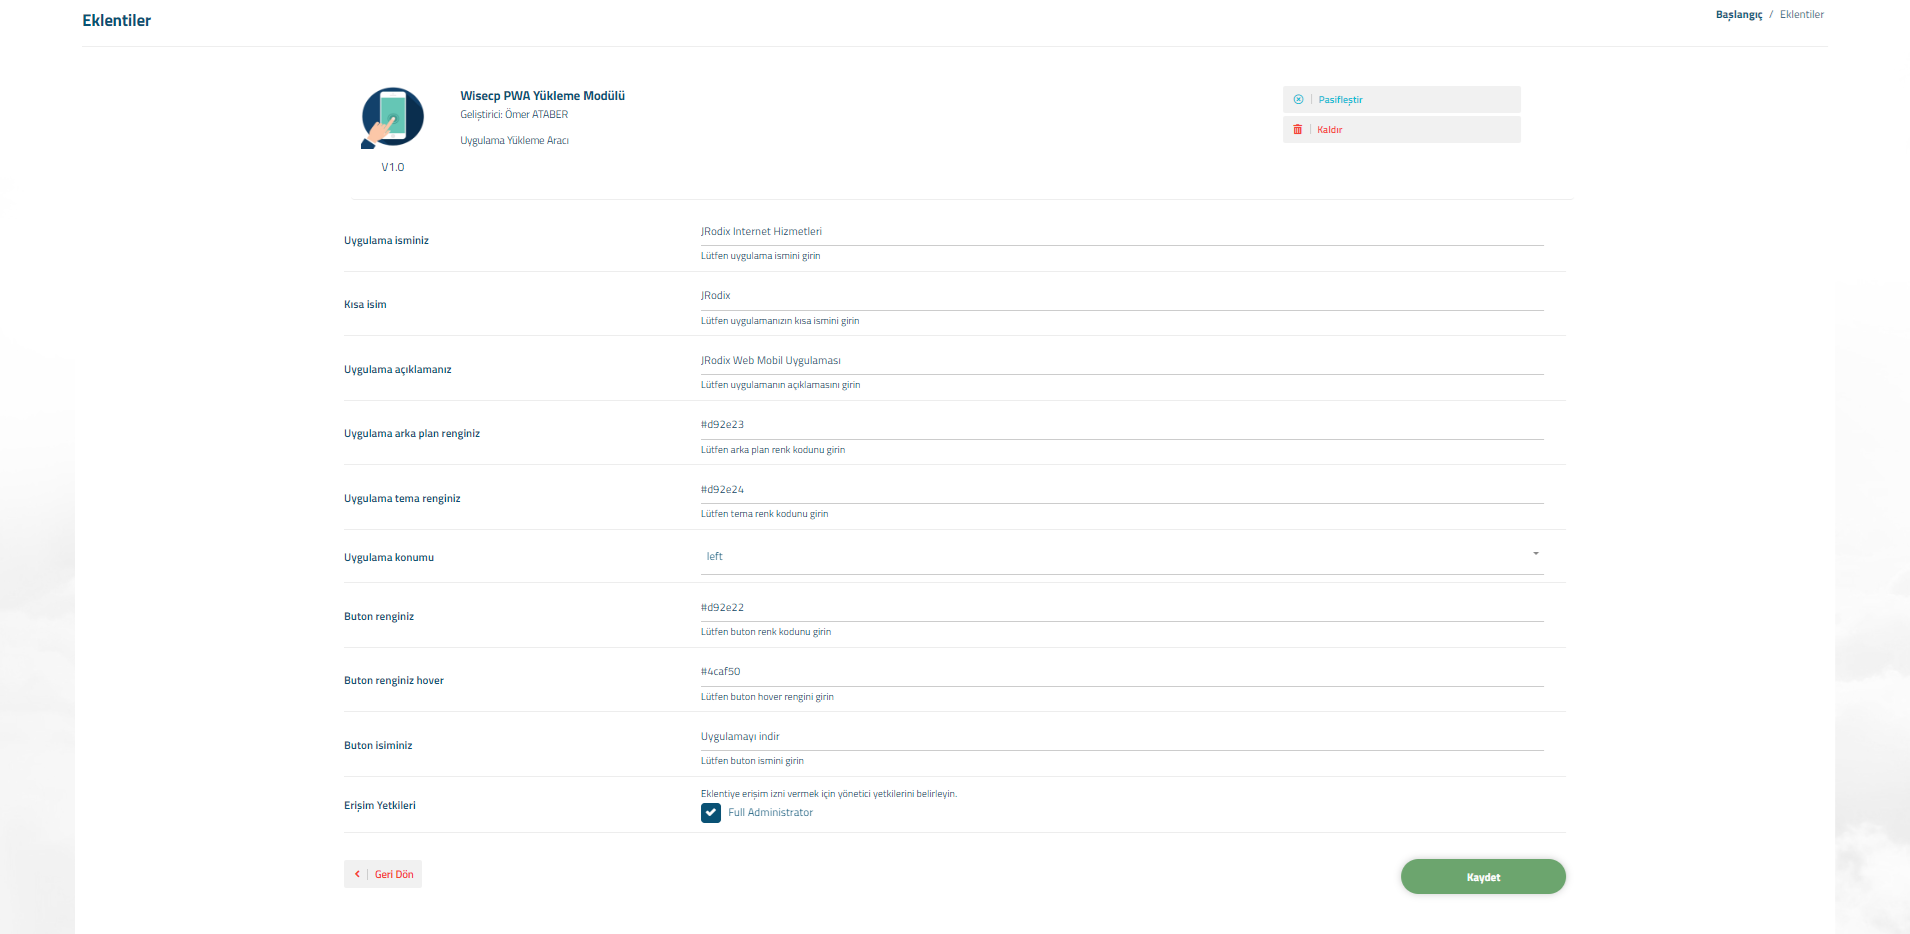 Eklentiler
Başlangıç / Eklentiler
Wisecp PWA Yükleme Modülü
Geliştirici: Ömer ATABER
Uygulama Yükleme Aracı
V1.0
Pasifleştir
Kaldır
Uygulama isminiz
JRodix Internet Hizmetleri
Lütfen uygulama ismini girin
Kısa isim
JRodix
Lütfen uygulamanızın kısa ismini girin
Uygulama açıklamanız
JRodix Web Mobil Uygulaması
Lütfen uygulamanın açıklamasını girin
Uygulama arka plan renginiz
#d92e23
Lütfen arka plan renk kodunu girin
Uygulama tema renginiz
#d92e24
Lütfen tema renk kodunu girin
Uygulama konumu
left
Buton renginiz
#d92e22
Lütfen buton renk kodunu girin
Buton renginiz hover
#4caf50
Lütfen buton hover rengini girin
Buton isiminiz
Uygulamayı indir
Lütfen buton ismini girin
Erişim Yetkileri
Eklentiye erişim izni vermek için yönetici yetkilerini belirleyin.
Full Administrator
Geri Dön
Kaydet